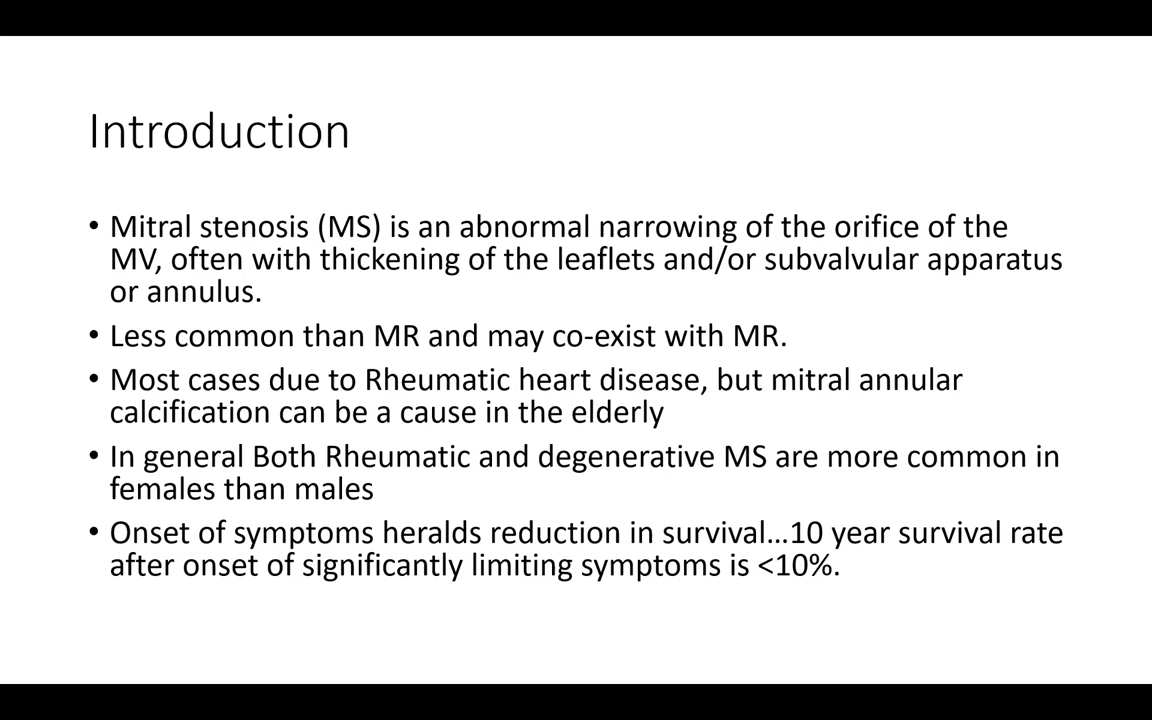 Introduction
• Mitral stenosis (MS) is an abnormal narrowing of the orifice of the
MV, often with thickening of the leaflets and/or subvalvular apparatus
or annulus.
• Less common than MR and may co-exist with MR.
• Most cases due to Rheumatic heart disease, but mitral annular
calcification can be a cause in the elderly
• In general Both Rheumatic and degenerative MS are more common in
females than males
• Onset of symptoms heralds reduction in survival…10 year survival rate
after onset of significantly limiting symptoms is <10%.